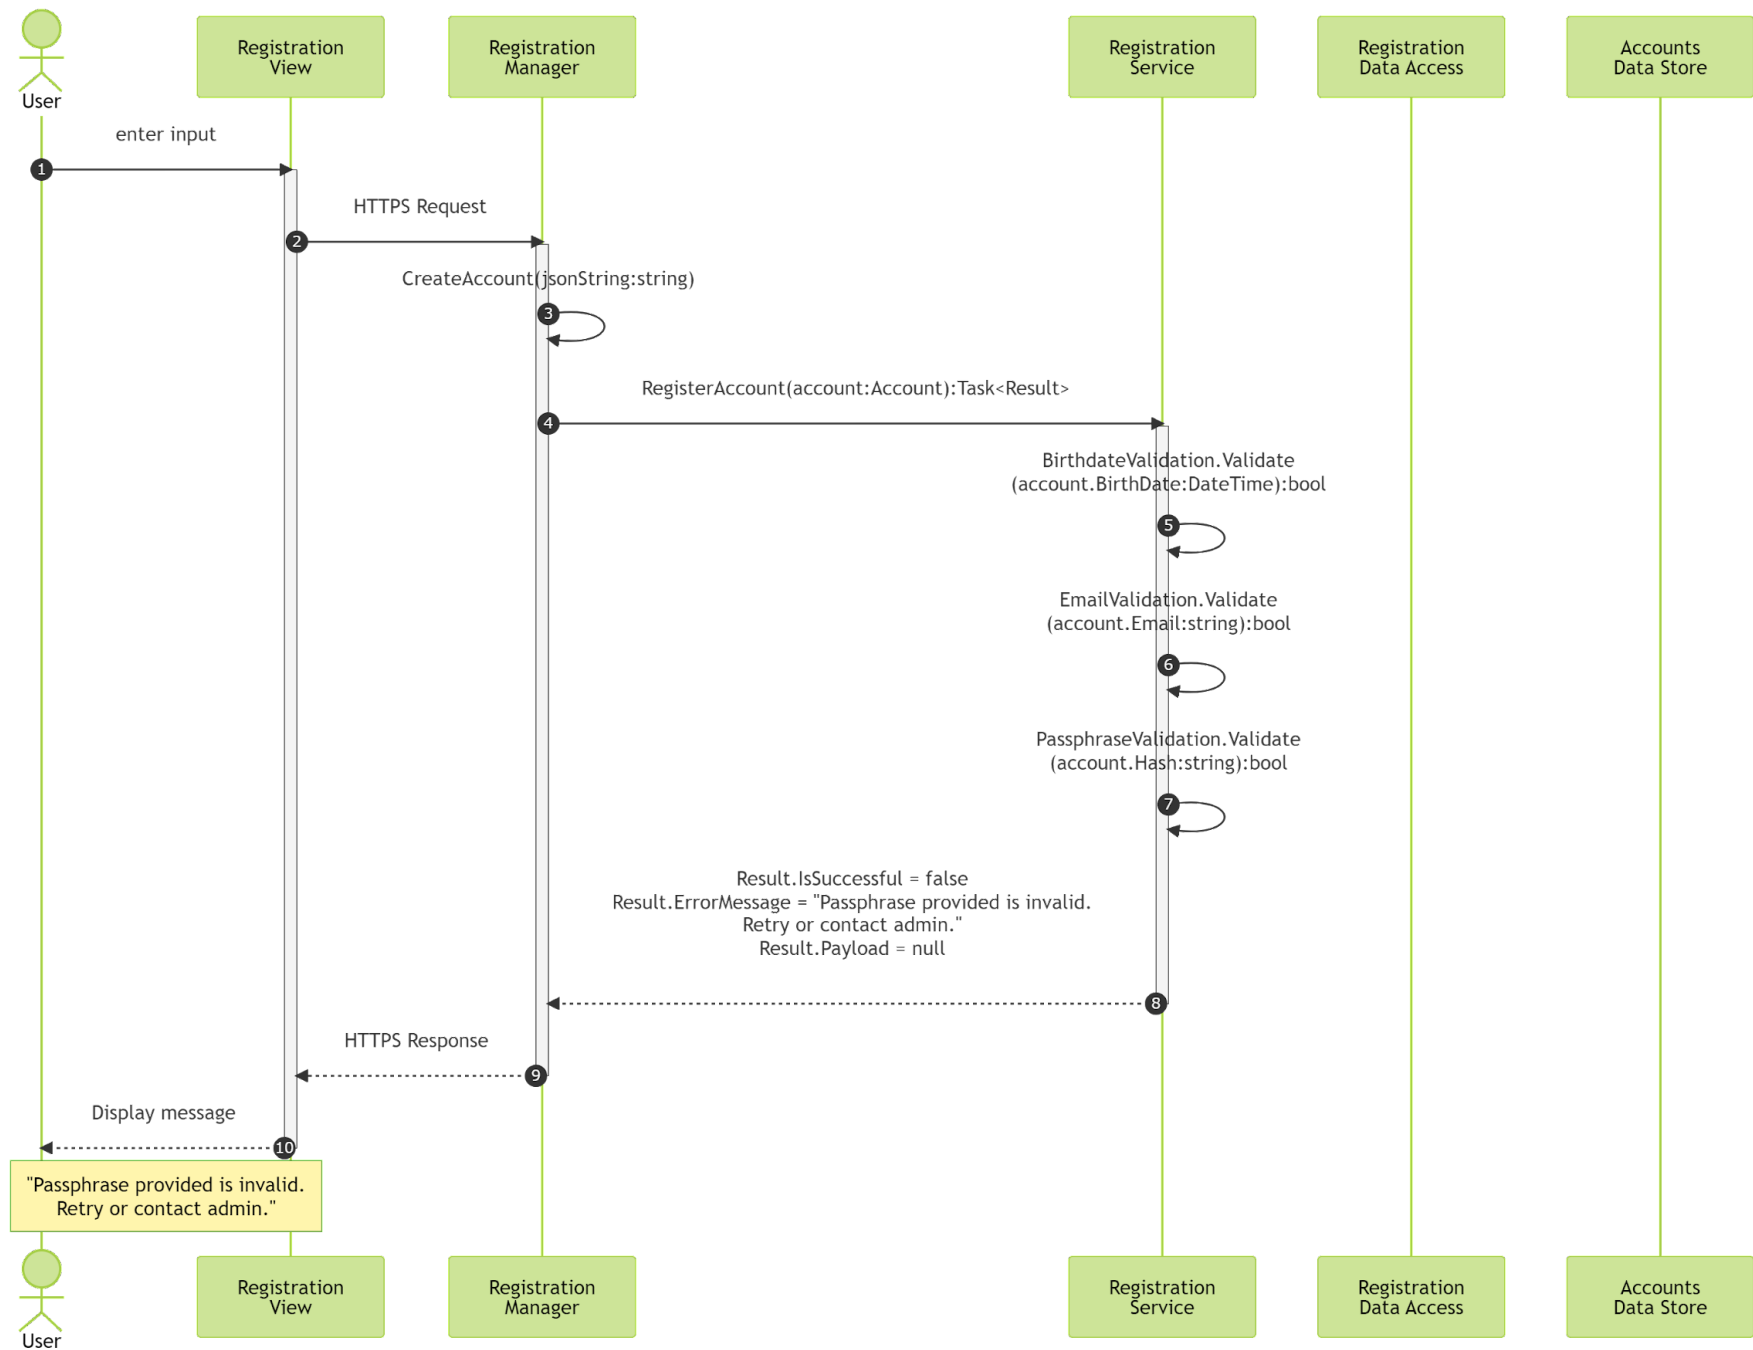 User
Registration
View
Registration
Manager
Registration
Service
Registration
Data Access
Accounts
Data Store
enter input
1
HTTPS Request
2
CreateAccount(jsonString:string)
3
RegisterAccount(account:Account):Task<Result>
4
BirthdateValidation.Validate
(account.BirthDate:DateTime):bool
5
EmailValidation.Validate
(account.Email:string):bool
6
PassphraseValidation.Validate
(account.Hash:string):bool
7
Result.IsSuccessful = false
Result.ErrorMessage = "Passphrase provided is invalid.
Retry or contact admin."
Result.Payload = null
8
HTTPS Response
9
Display message
10
"Passphrase provided is invalid.
Retry or contact admin."
User
Registration
View
Registration
Manager
Registration
Service
Registration
Data Access
Accounts
Data Store